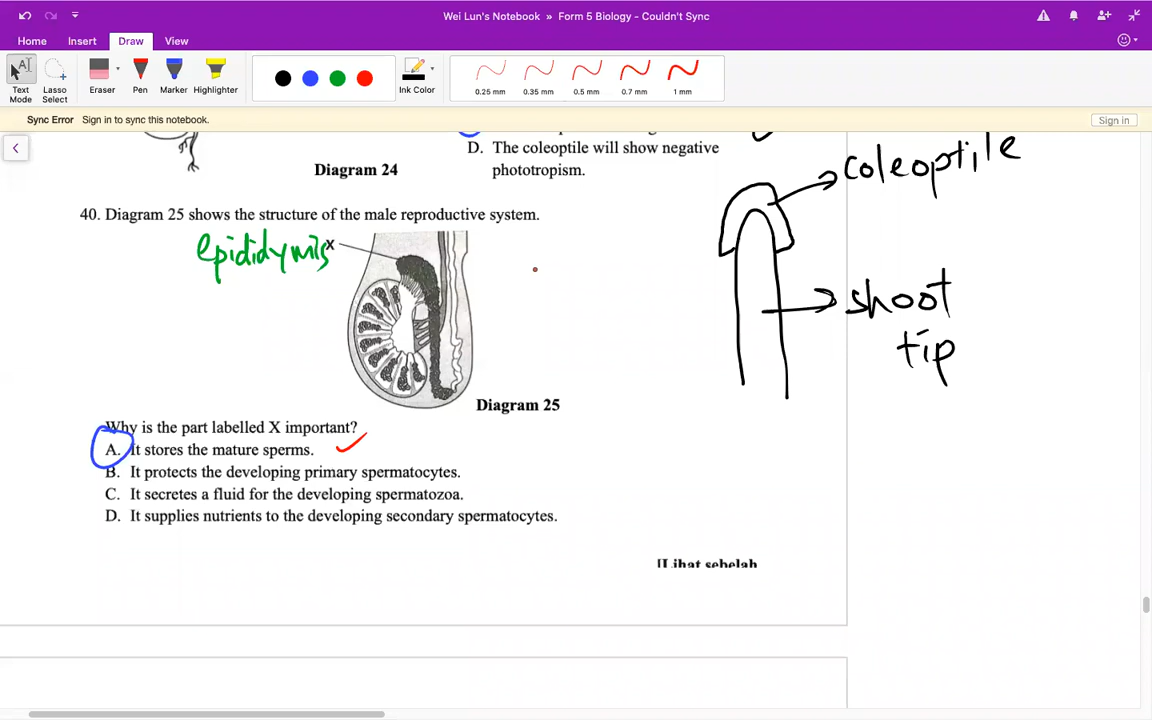 Wei Lun's Notebook » Form 5 Biology - Couldn't Sync
Home Insert Draw View
Text Mode
Lasso Select
Eraser
Pen
Marker
Highlighter
Ink Color
0.25 mm
0.35 mm
0.5 mm
0.7 mm
1 mm
Sync Error Sign in to sync this notebook.
Sign in
D. The coleoptile will show negative
phototropism.
Diagram 24
coleoptile
40. Diagram 25 shows the structure of the male reproductive system.
epididymis
X
shoot
tip
Diagram 25
Why is the part labelled X important?
A. It stores the mature sperms.
B. It protects the developing primary spermatocytes.
C. It secretes a fluid for the developing spermatozoa.
D. It supplies nutrients to the developing secondary spermatocytes.
[Lihat sebelah